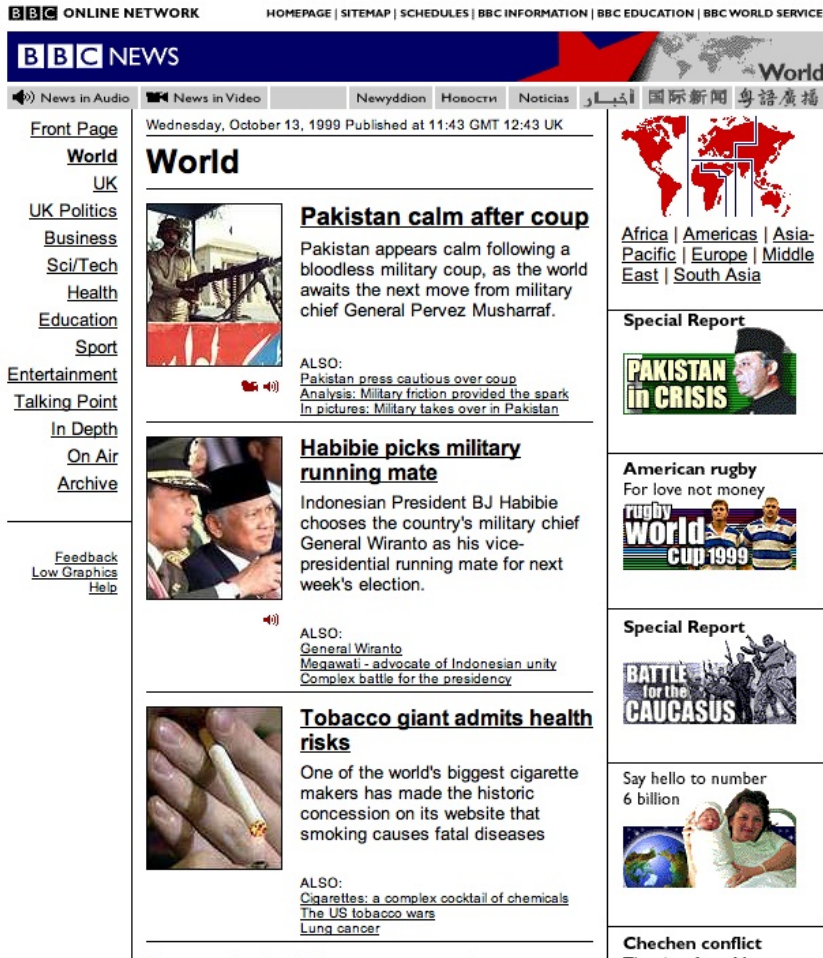 BBC ONLINE NETWORK
HOMEPAGE | SITEMAP | SCHEDULES | BBC INFORMATION | BBC EDUCATION | BBC WORLD SERVICE
BBC NEWS
World
News in Audio
News in Video
Newyddion
Новости
Noticias
أخبار
国际新闻
粵語廣播
Front Page
World
UK
UK Politics
Business
Sci/Tech
Health
Education
Sport
Entertainment
Talking Point
In Depth
On Air
Archive
Feedback
Low Graphics
Help
Wednesday, October 13, 1999 Published at 11:43 GMT 12:43 UK
World
Pakistan calm after coup
Pakistan appears calm following a
bloodless military coup, as the world
awaits the next move from military
chief General Pervez Musharraf.
ALSO:
Pakistan press cautious over coup
Analysis: Military friction provided the spark
In pictures: Military takes over in Pakistan
Habibie picks military
running mate
Indonesian President BJ Habibie
chooses the country's military chief
General Wiranto as his vice-
presidential running mate for next
week's election.
ALSO:
General Wiranto
Megawati - advocate of Indonesian unity
Complex battle for the presidency
Tobacco giant admits health
risks
One of the world's biggest cigarette
makers has made the historic
concession on its website that
smoking causes fatal diseases
ALSO:
Cigarettes: a complex cocktail of chemicals
The US tobacco wars
Lung cancer
Africa | Americas | Asia-
Pacific | Europe | Middle
East | South Asia
Special Report
PAKISTAN
in CRISIS
American rugby
For love not money
rugby
World
CUP 1999
Special Report
BATTLE
for the
CAUCASUS
Say hello to number
6 billion
Chechen conflict